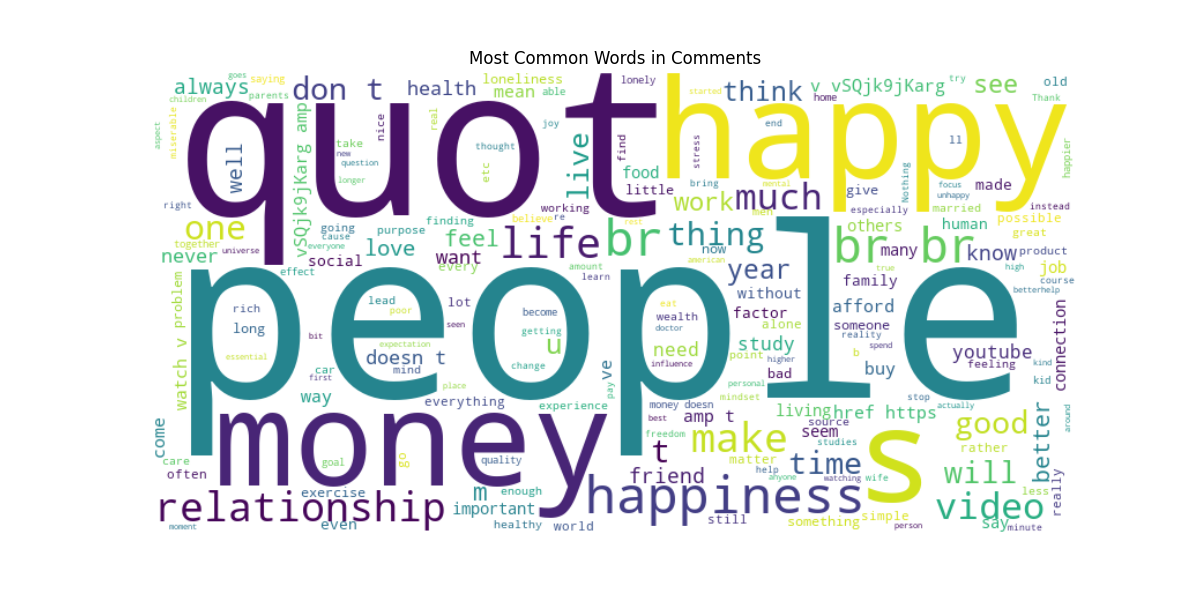 Most Common Words in Comments
goes
always
saying
children
parents
don t
health
loneliness
mean
able
lonely
started
think
home
v vSQjk9jKarg
try
see
old
Thank
quot
happy
aspect
miserable
well
vSQjk9jKarg amp
real
nice
take
new
question
longer
joy
thought
etc
live
find
food
little
stress
bring
end
mental
ll
Nothing
focus
unhappy
made
happier
right
one
together
never
universe
going
cause
everyone
purpose
finding
feel
love
want
social
working
believe
re
life
br
rest
men
work
much
thing
now
american
give
especially
married
others
human
possible
instead
great
br br
many
know
product
job
high
course
betterhelp
true
effect
every
amount
learn
year
without
family
people
rich
long
essential
lead
poor
lot
seen
bit
expectation
doesn t
mind
first
car
way
place
become
getting
u
change
eat
wealth
doctor
need
influence
factor
alone
study
point
higher
bad
personal
mindset
afford
someone
reality
b
spend
buy
youtube
feeling
kind
kid
stop
actually
connection
watch v problem
ve
pay
everything
experience
money doesn
best
amp t
freedom
living
source
href https
seem
studies
good
rather
better
around
come
care
often
money
goal
go
quality
t
make
matter
friend
help
anyone
time
watching
wife
s
will
less
really
relationship
exercise
even
moment
m
enough
important
healthy
world
happiness
still
something
simple
person
video
say
minute